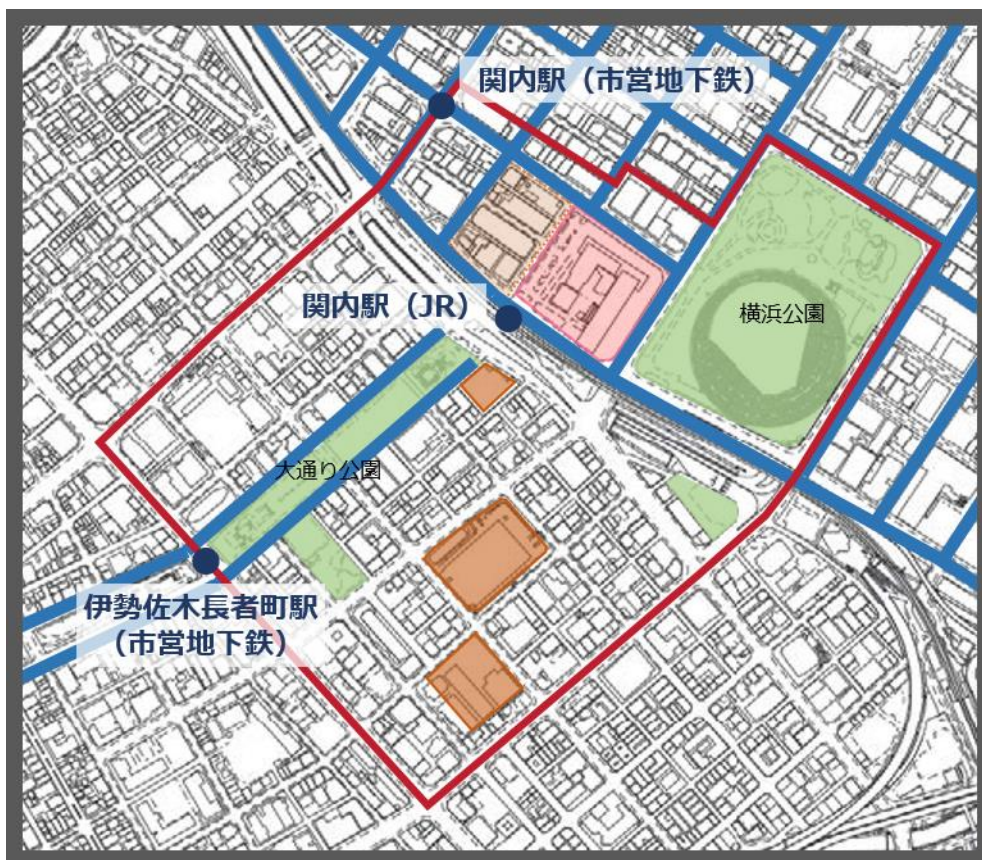 関内駅（市営地下鉄）
関内駅（JR）
横浜公園
大通り公園
伊勢佐木長者町駅
（市営地下鉄）